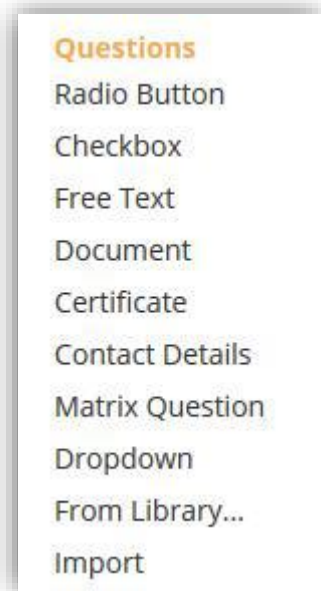 Questions
Radio Button
Checkbox
Free Text
Document
Certificate
Contact Details
Matrix Question
Dropdown
From Library...
Import